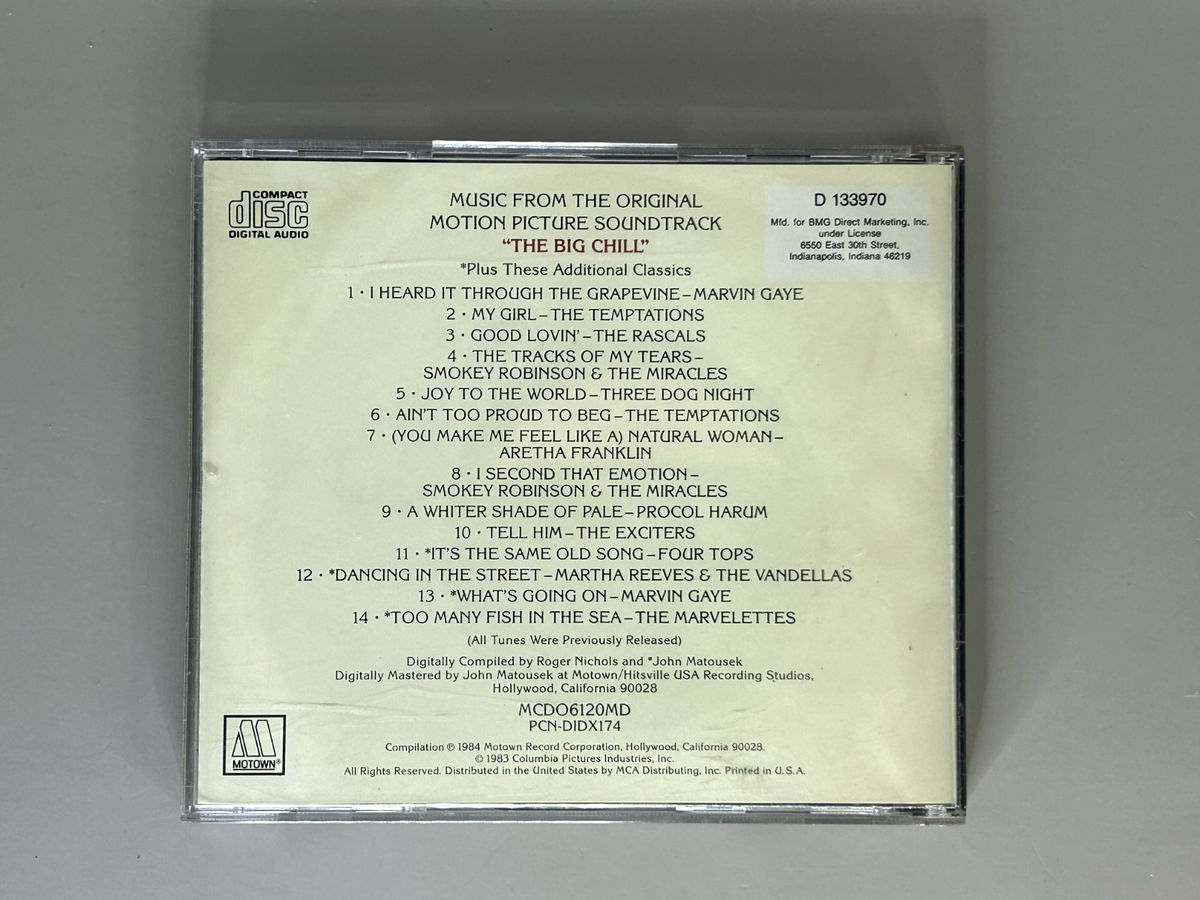 COMPACT
disc
DIGITAL AUDIO
MUSIC FROM THE ORIGINAL
MOTION PICTURE SOUNDTRACK
“THE BIG CHILL”
*Plus These Additional Classics
D 133970
Mfd. for BMG Direct Marketing, Inc.
under License
6550 East 30th Street,
Indianapolis, Indiana 46219
1 · I HEARD IT THROUGH THE GRAPEVINE–MARVIN GAYE
2 · MY GIRL–THE TEMPTATIONS
3 · GOOD LOVIN’–THE RASCALS
4 · THE TRACKS OF MY TEARS–
SMOKEY ROBINSON & THE MIRACLES
5 · JOY TO THE WORLD–THREE DOG NIGHT
6 · AIN’T TOO PROUD TO BEG–THE TEMPTATIONS
7 · (YOU MAKE ME FEEL LIKE A) NATURAL WOMAN–
ARETHA FRANKLIN
8 · I SECOND THAT EMOTION–
SMOKEY ROBINSON & THE MIRACLES
9 · A WHITER SHADE OF PALE–PROCOL HARUM
10 · TELL HIM–THE EXCITERS
11 · *IT’S THE SAME OLD SONG–FOUR TOPS
12 · *DANCING IN THE STREET–MARTHA REEVES & THE VANDELLAS
13 · *WHAT’S GOING ON–MARVIN GAYE
14 · *TOO MANY FISH IN THE SEA–THE MARVELETTES
(All Tunes Were Previously Released)
Digitally Compiled by Roger Nichols and *John Matousek
Digitally Mastered by John Matousek at Motown/Hitsville USA Recording Studios,
Hollywood, California 90028
MCDO6120MD
PCN-DIDX174
Compilation ℗ 1984 Motown Record Corporation, Hollywood, California 90028.
© 1983 Columbia Pictures Industries, Inc.
All Rights Reserved. Distributed in the United States by MCA Distributing, Inc. Printed in U.S.A.
M
MOTOWN®